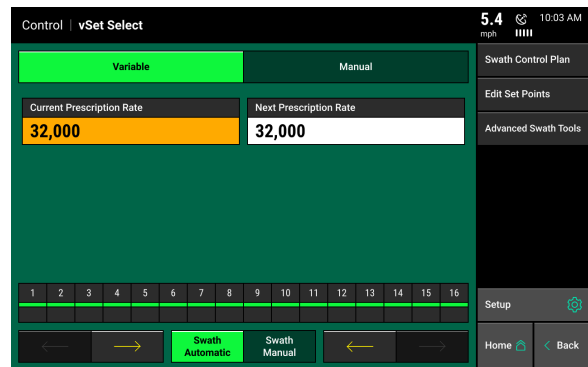 Control | vSet Select
5.4
mph
10:03 AM
Variable
Manual
Swath Control Plan
Edit Set Points
Advanced Swath Tools
Current Prescription Rate
32,000
Next Prescription Rate
32,000
1 2 3 4 5 6 7 8 9 10 11 12 13 14 15 16
Swath
Automatic
Swath
Manual
Setup
Home
< Back